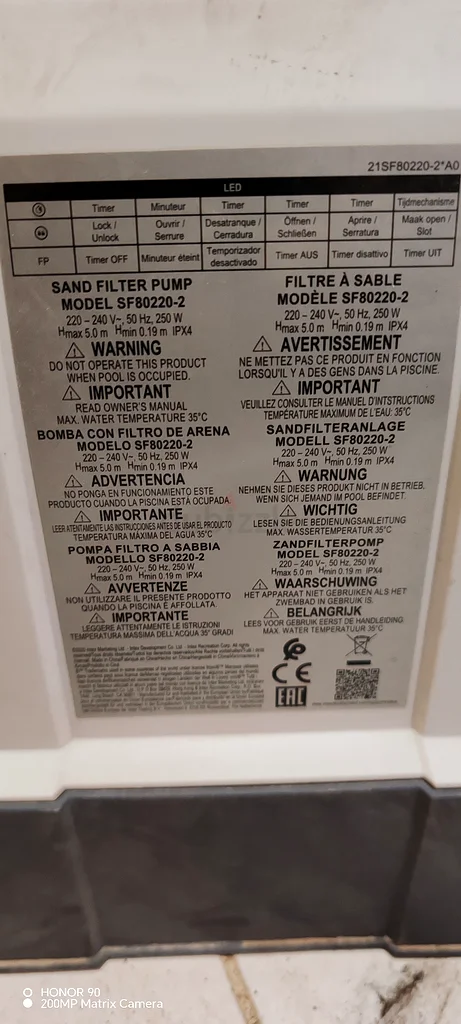 21SF80220-2*A0
LED
Timer Minuteur Timer Timer Timer Tijdmechanisme
Lock / Unlock Ouvrir / Serrure Desatranque / Cerradura Öffnen / Schließen Aprire / Serratura Maak open / Slot
FP Timer OFF Minuteur éteint Temporizador desactivado Timer AUS Timer disattivo Timer UIT
SAND FILTER PUMP
MODEL SF80220-2
220 – 240 V~, 50 Hz, 250 W
Hmax 5.0 m Hmin 0.19 m IPX4
WARNING
DO NOT OPERATE THIS PRODUCT
WHEN POOL IS OCCUPIED.
IMPORTANT
READ OWNER'S MANUAL
MAX. WATER TEMPERATURE 35°C
BOMBA CON FILTRO DE ARENA
MODELO SF80220-2
220 – 240 V~, 50 Hz, 250 W
Hmax 5.0 m Hmin 0.19 m IPX4
ADVERTENCIA
NO PONGA EN FUNCIONAMIENTO ESTE
PRODUCTO CUANDO LA PISCINA ESTÁ OCUPADA.
IMPORTANTE
LEER ATENTAMENTE LAS INSTRUCCIONES ANTES DE USAR EL PRODUCTO
TEMPERATURA MÁXIMA DEL AGUA 35°C
POMPA FILTRO A SABBIA
MODELLO SF80220-2
220 – 240 V~, 50 Hz, 250 W
Hmax 5.0 m Hmin 0.19 m IPX4
AVVERTENZE
NON UTILIZZARE IL PRESENTE PRODOTTO
QUANDO LA PISCINA È AFFOLLATA.
IMPORTANTE
LEGGERE ATTENTAMENTE LE ISTRUZIONI
TEMPERATURA MASSIMA DELL'ACQUA 35° GRADI
FILTRE À SABLE
MODÈLE SF80220-2
220 – 240 V~, 50 Hz, 250 W
Hmax 5.0 m Hmin 0.19 m IPX4
AVERTISSEMENT
NE METTEZ PAS CE PRODUIT EN FONCTION
LORSQU'IL Y A DES GENS DANS LA PISCINE.
IMPORTANT
VEUILLEZ CONSULTER LE MANUEL D'INTSTRUCTIONS
TEMPÉRATURE MAXIMUM DE L'EAU: 35°C
SANDFILTERANLAGE
MODELL SF80220-2
220 – 240 V~, 50 Hz, 250 W
Hmax 5.0 m Hmin 0.19 m IPX4
WARNUNG
NEHMEN SIE DIESES PRODUKT NICHT IN BETRIEB,
WENN SICH JEMAND IM POOL BEFINDET.
WICHTIG
LESEN SIE DIE BEDIENUNGSANLEITUNG
MAX. WASSERTEMPERATUR 35°C
ZANDFILTERPOMP
MODEL SF80220-2
220 – 240 V~, 50 Hz, 250 W
Hmax 5.0 m Hmin 0.19 m IPX4
WAARSCHUWING
HET APPARAAT NIET GEBRUIKEN ALS HET
ZWEMBAD IN GEBRUIK IS.
BELANGRIJK
LEES VOOR GEBRUIK EERST DE HANDLEIDING
MAX. WATER TEMPERATUUR 35°C
CE
EAC
HONOR 90
200MP Matrix Camera